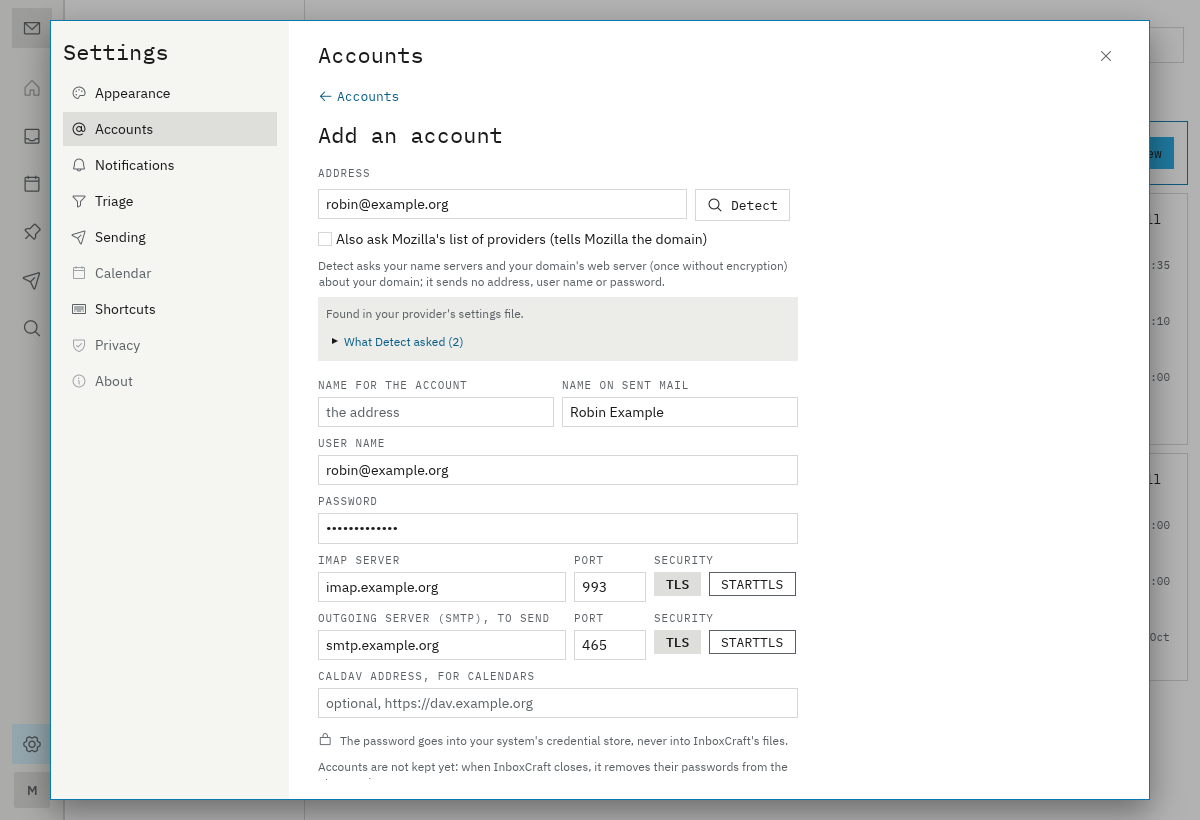 Settings
Appearance
Accounts
Notifications
Triage
Sending
Calendar
Shortcuts
Privacy
About
M
Accounts
← Accounts
Add an account
ADDRESS
robin@example.org
Detect
Also ask Mozilla's list of providers (tells Mozilla the domain)
Detect asks your name servers and your domain's web server (once without encryption)
about your domain; it sends no address, user name or password.
Found in your provider's settings file.
What Detect asked (2)
NAME FOR THE ACCOUNT NAME ON SENT MAIL
the address Robin Example
USER NAME
robin@example.org
PASSWORD
•••••••••••••
IMAP SERVER PORT SECURITY
imap.example.org 993 TLS STARTTLS
OUTGOING SERVER (SMTP), TO SEND PORT SECURITY
smtp.example.org 465 TLS STARTTLS
CALDAV ADDRESS, FOR CALENDARS
optional, https://dav.example.org
The password goes into your system's credential store, never into InboxCraft's files.
Accounts are not kept yet: when InboxCraft closes, it removes their passwords from the
:35
:10
:00
:00
:00
Oct